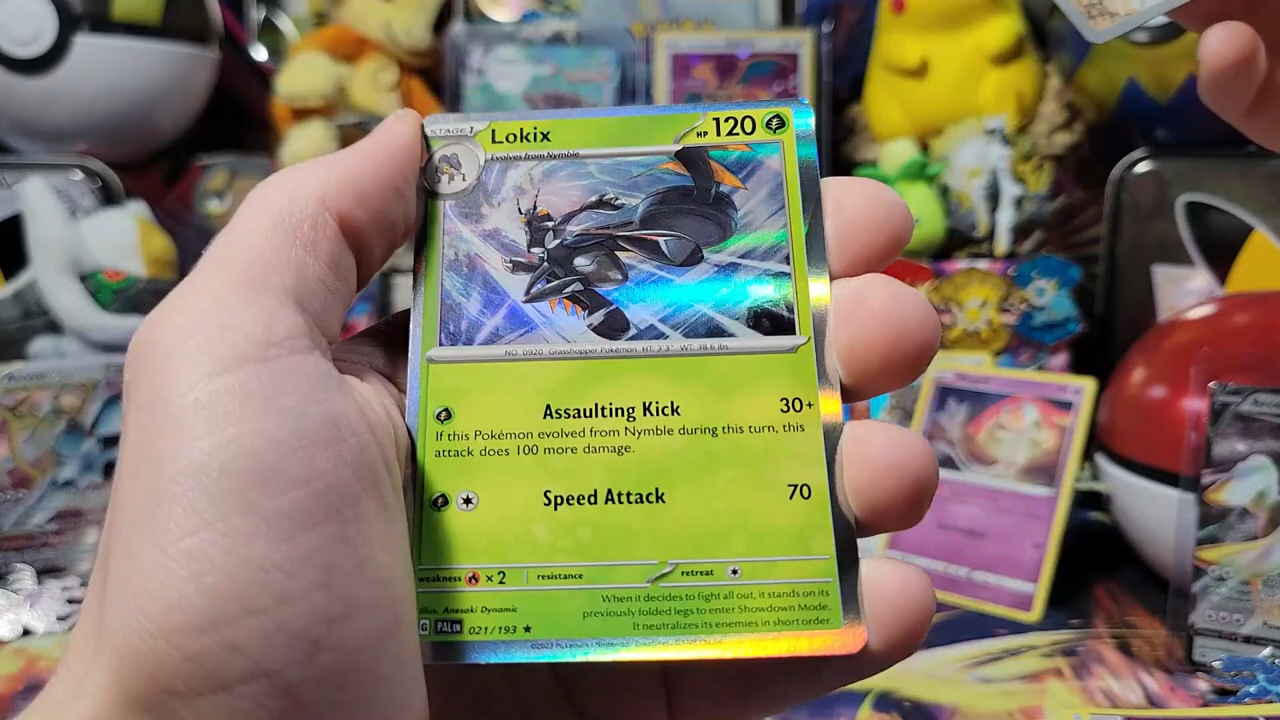 STAGE 1
Lokix
HP 120
Evolves from Nymble
NO. 0920 Grasshopper Pokémon HT: 3'3" WT: 38.6 lbs.
Assaulting Kick 30+
If this Pokémon evolved from Nymble during this turn, this
attack does 100 more damage.
Speed Attack 70
weakness ×2 resistance retreat
When it decides to fight all out, it stands on its
previously folded legs to enter Showdown Mode.
It neutralizes its enemies in short order.
Illus. Anesaki Dynamic
G PAL EN 021/193 ★